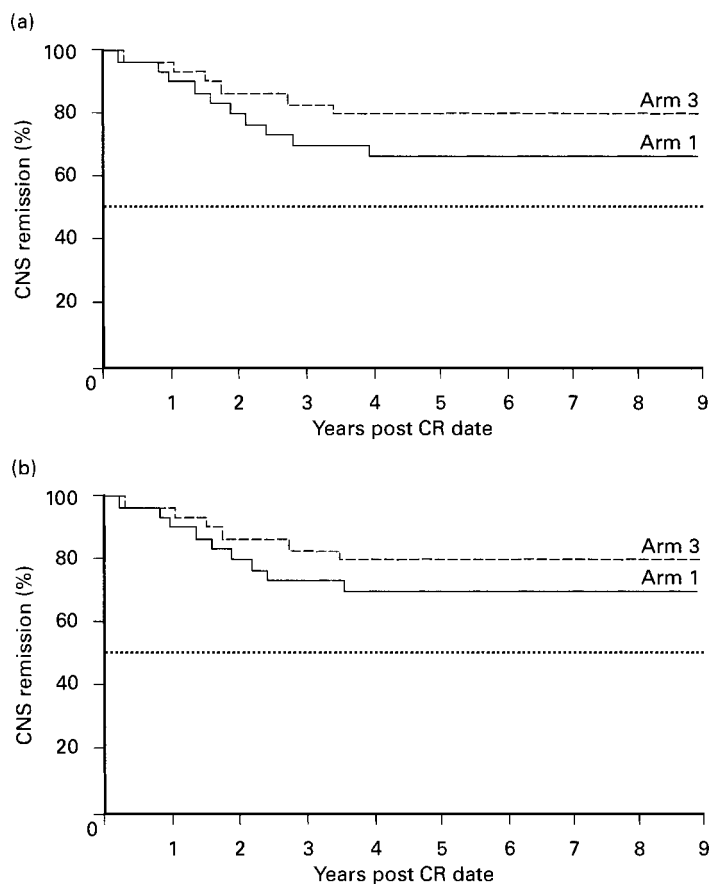 (a)
CNS remission (%)
100
80
60
40
20
0
Arm 3
Arm 1
1 2 3 4 5 6 7 8 9
Years post CR date
(b)
CNS remission (%)
100
80
60
40
20
0
Arm 3
Arm 1
1 2 3 4 5 6 7 8 9
Years post CR date